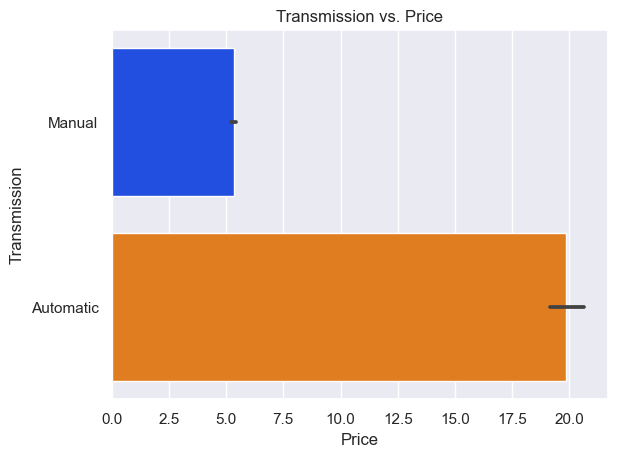 Transmission vs. Price
Transmission
Manual
Automatic
0.0 2.5 5.0 7.5 10.0 12.5 15.0 17.5 20.0
Price